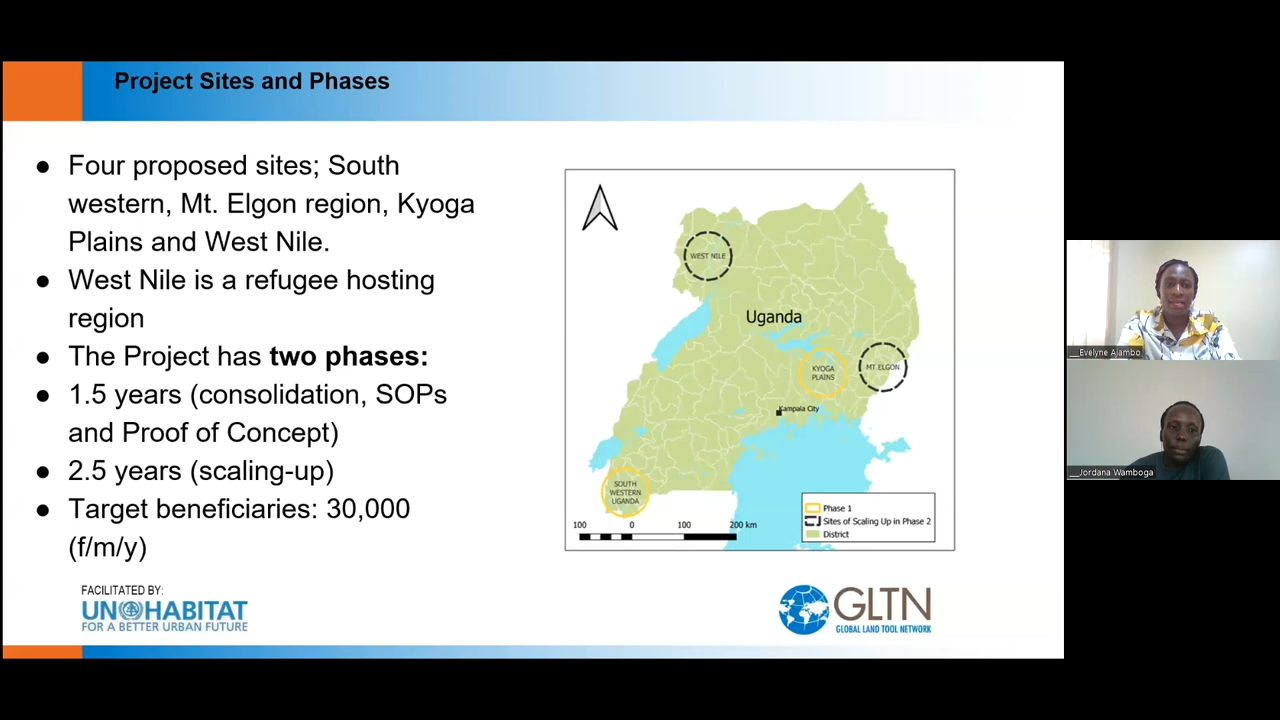 Project Sites and Phases
● Four proposed sites; South
western, Mt. Elgon region, Kyoga
Plains and West Nile.
● West Nile is a refugee hosting
region
● The Project has two phases:
● 1.5 years (consolidation, SOPs
and Proof of Concept)
● 2.5 years (scaling-up)
● Target beneficiaries: 30,000
(f/m/y)
WEST NILE
Uganda
KYOGA
PLAINS
MT ELGON
Kampala City
SOUTH
WESTERN
UGANDA
100 0 100 200 km
Phase 1
Sites of Scaling Up in Phase 2
District
FACILITATED BY:
UN HABITAT
FOR A BETTER URBAN FUTURE
GLTN
GLOBAL LAND TOOL NETWORK
__Evelyne Aiambo
__Jordana Wamboga